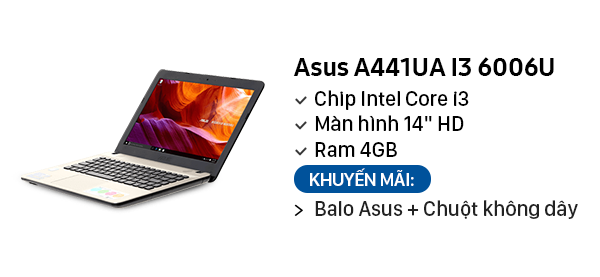 Asus A441UA I3 6006U
Chip Intel Core i3
Màn hình 14" HD
Ram 4GB
KHUYẾN MÃI:
> Balo Asus + Chuột không dây